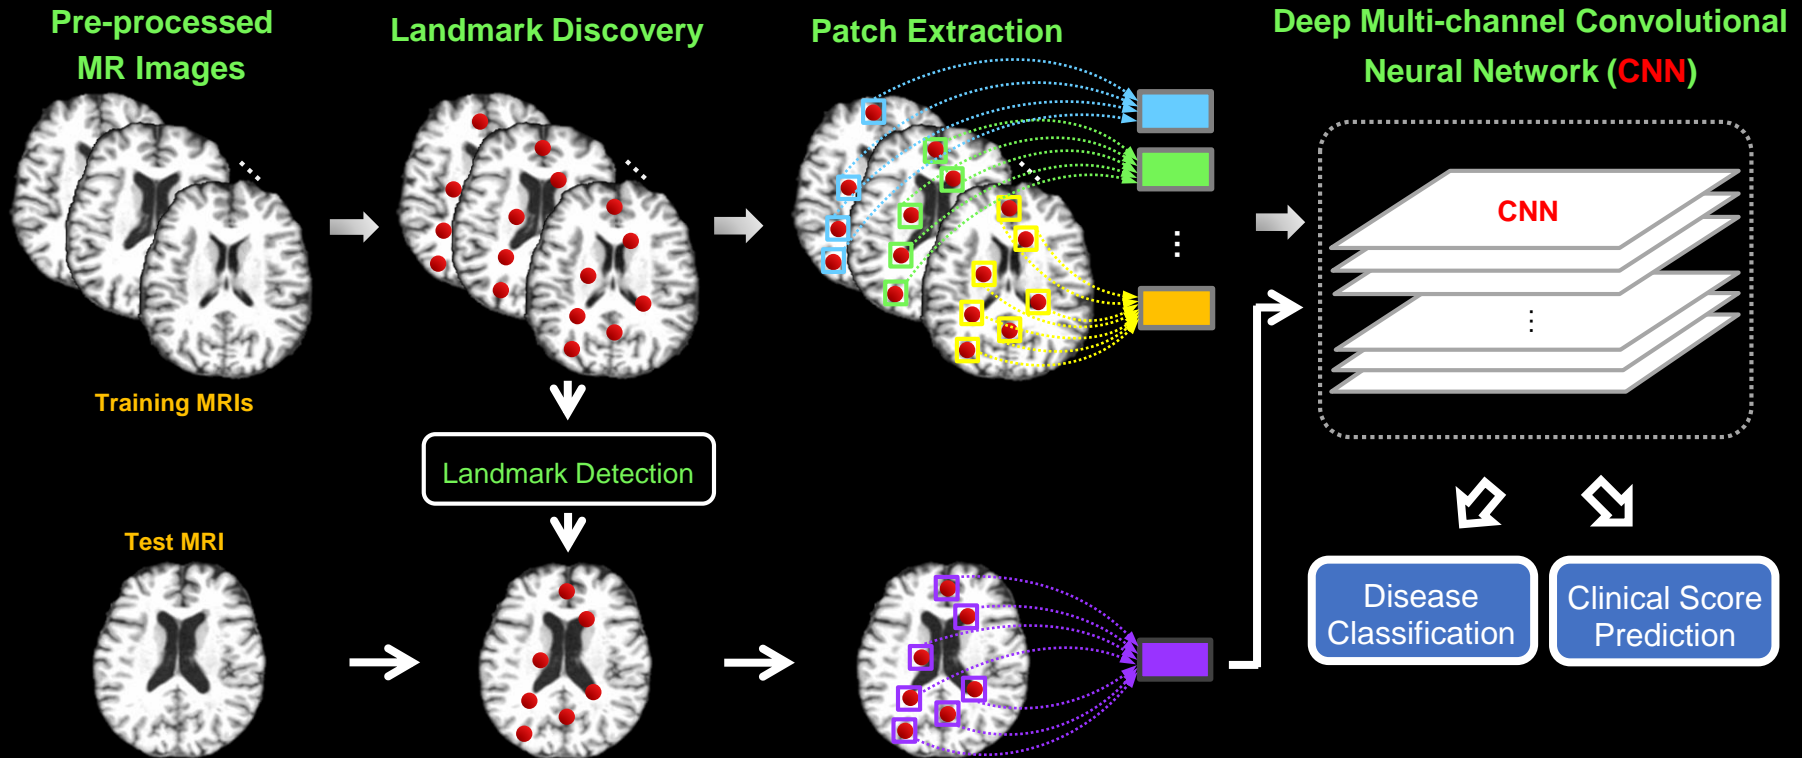 Pre-processed
MR Images
Landmark Discovery
Patch Extraction
Deep Multi-channel Convolutional
Neural Network (CNN)
CNN
Training MRIs
Landmark Detection
Test MRI
Disease
Classification
Clinical Score
Prediction